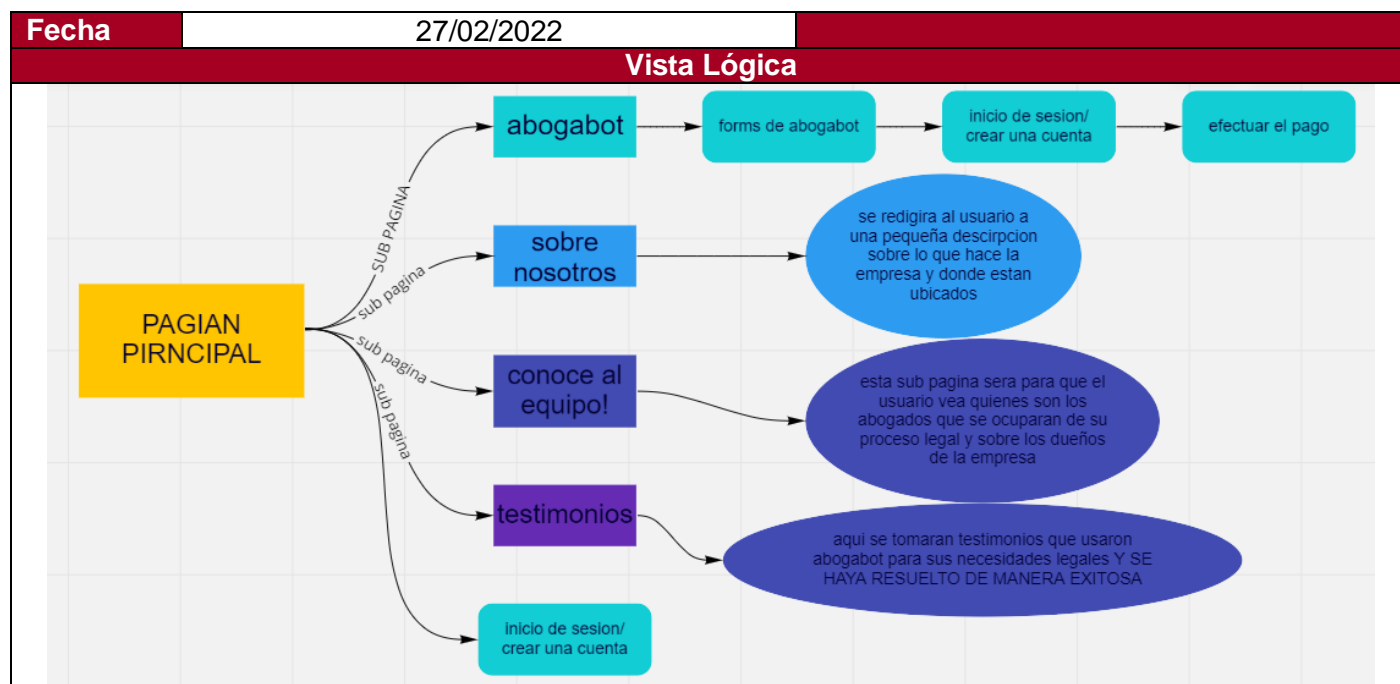 Fecha
27/02/2022
Vista Lógica
abogabot
forms de abogabot
inicio de sesion/
crear una cuenta
efectuar el pago
SUB PAGINA
sobre
nosotros
se redigira al usuario a
una pequeña descirpcion
sobre lo que hace la
empresa y donde estan
ubicados
sub pagina
PAGIAN
PIRNCIPAL
sub pagina
conoce al
equipo!
esta sub pagina sera para que el
usuario vea quienes son los
abogados que se ocuparan de su
proceso legal y sobre los dueños
de la empresa
sub pagina
testimonios
aqui se tomaran testimonios que usaron
abogabot para sus necesidades legales Y SE
HAYA RESUELTO DE MANERA EXITOSA
inicio de sesion/
crear una cuenta